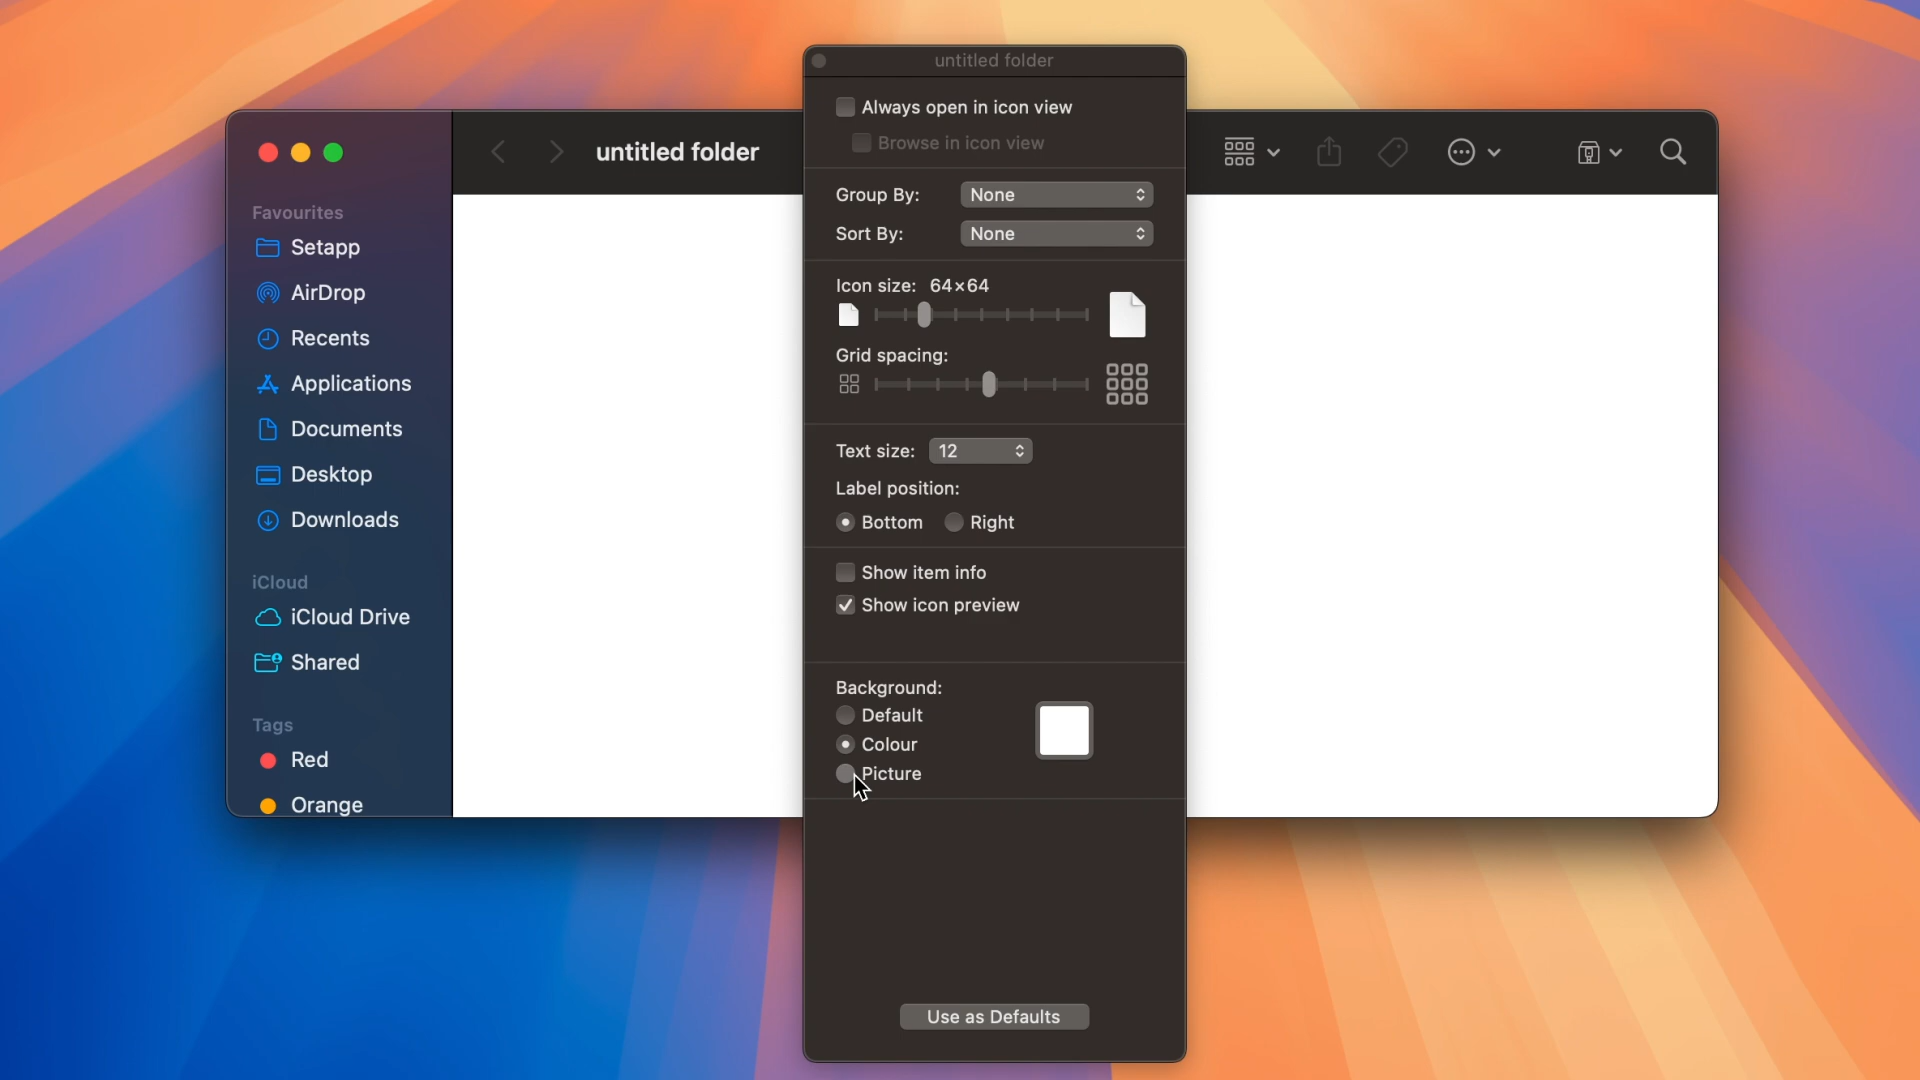 untitled folder
Always open in icon view
Browse in icon view
untitled folder
Favourites
Setapp
AirDrop
Recents
Applications
Documents
Desktop
Downloads
iCloud
iCloud Drive
Shared
Tags
Red
Orange
Group By: None
Sort By: None
Icon size: 64×64
Grid spacing:
Text size: 12
Label position:
Bottom Right
Show item info
Show icon preview
Background:
Default
Colour
Picture
Use as Defaults